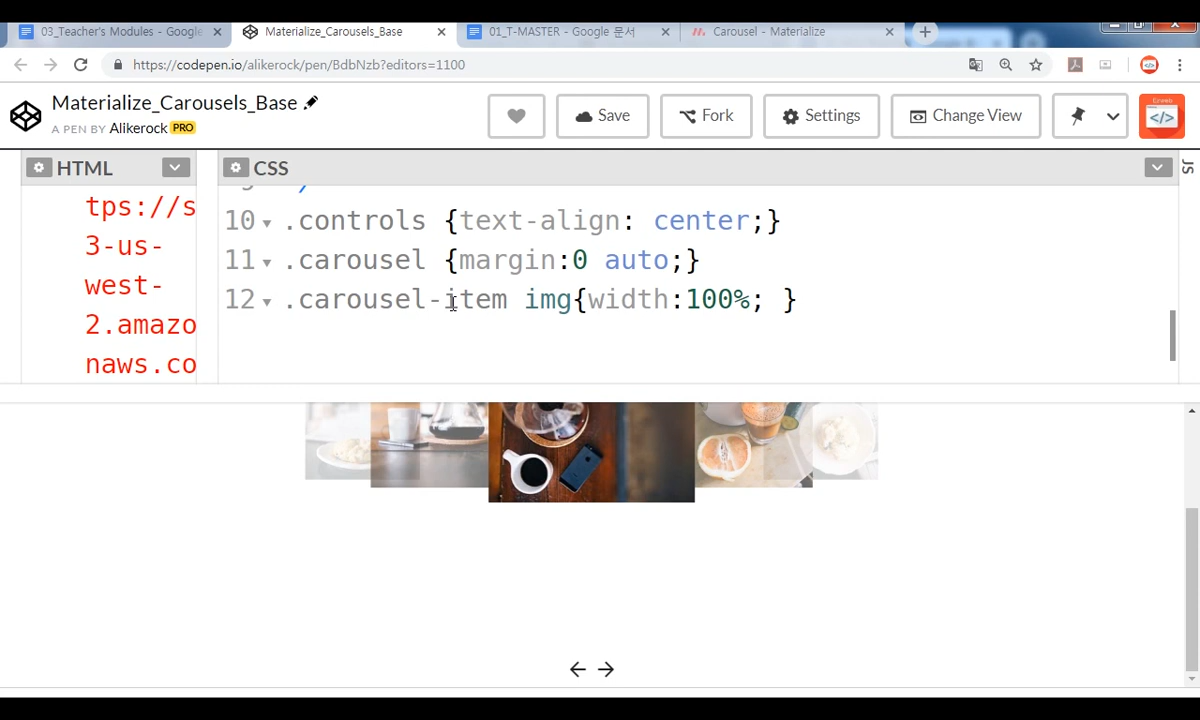 03_Teacher's Modules - Google
Materialize_Carousels_Base
01_T-MASTER - Google 문서
Carousel - Materialize
https://codepen.io/alikerock/pen/BdbNzb?editors=1100
Materialize_Carousels_Base
A PEN BY Alikerock PRO
Save
Fork
Settings
Change View
Ezweb
</>
HTML
CSS
JS
tps://s
3-us-
west-
2.amazo
naws.co
10 .controls {text-align: center;}
11 .carousel {margin:0 auto;}
12 .carousel-item img{width:100%; }